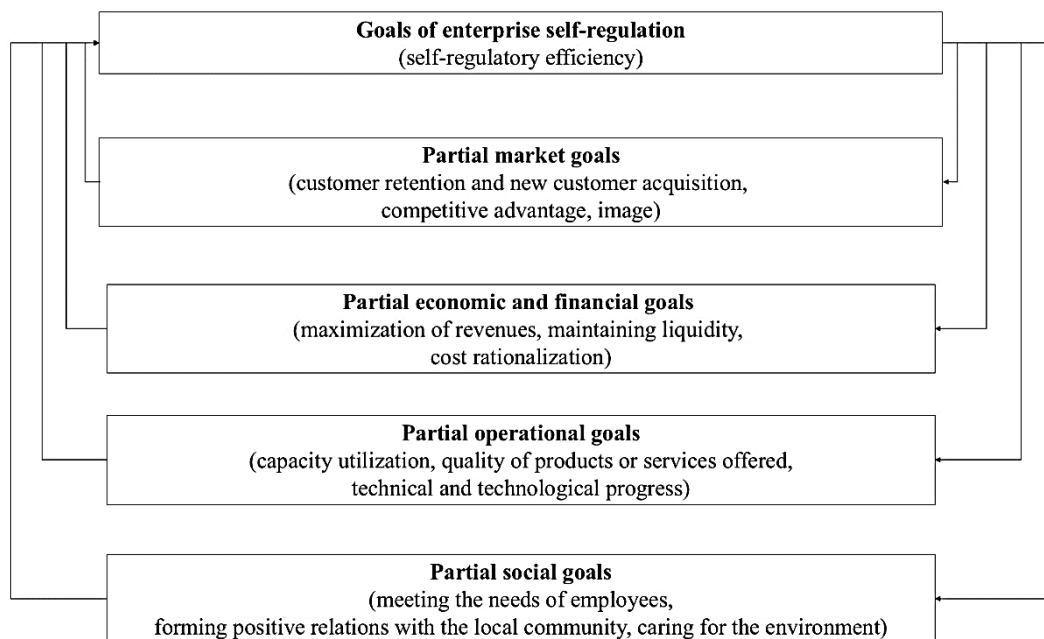 Goals of enterprise self-regulation
(self-regulatory efficiency)
Partial market goals
(customer retention and new customer acquisition,
competitive advantage, image)
Partial economic and financial goals
(maximization of revenues, maintaining liquidity,
cost rationalization)
Partial operational goals
(capacity utilization, quality of products or services offered,
technical and technological progress)
Partial social goals
(meeting the needs of employees,
forming positive relations with the local community, caring for the environment)